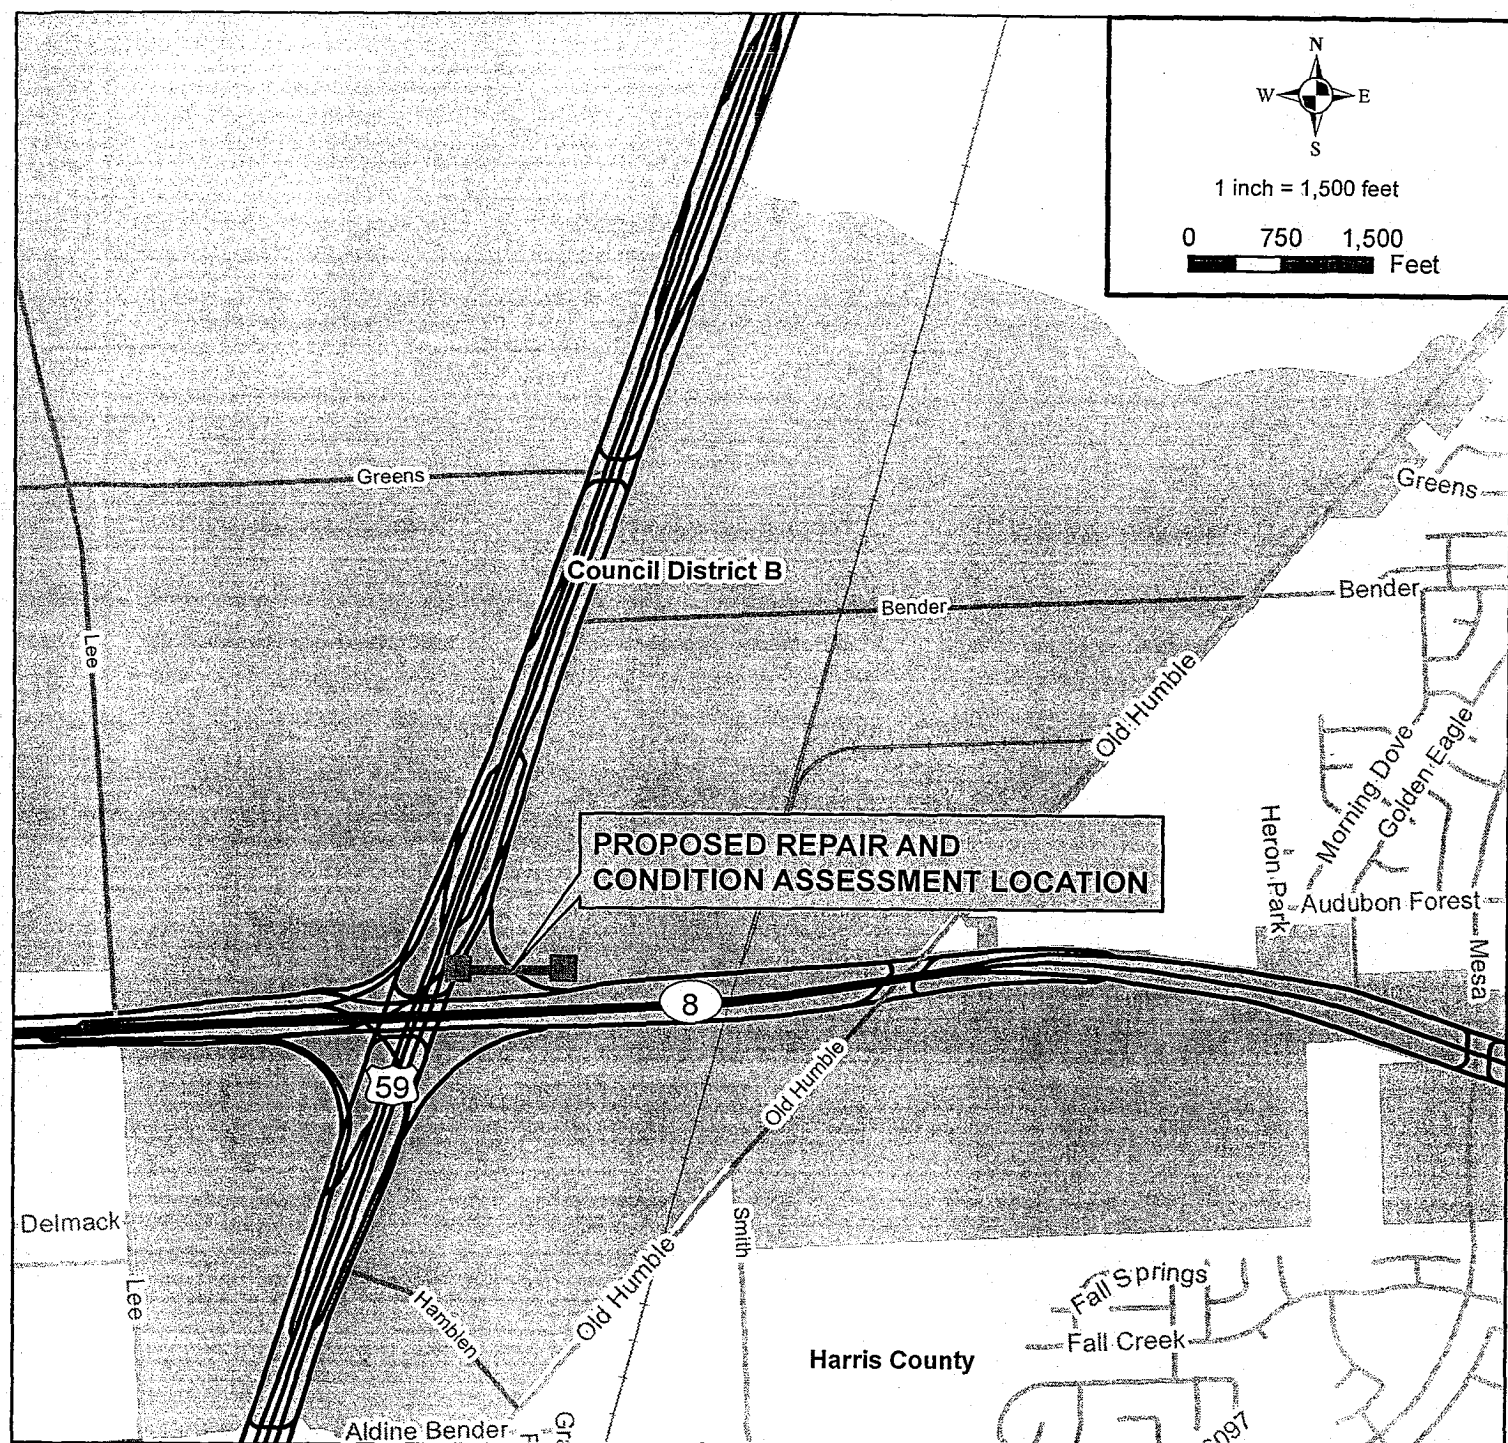 N
W E
S
1 inch = 1,500 feet
0 750 1,500
Feet
Greens
Greens
Council District B
Bender
Bender
Lee
Old Humble
Morning Dove
Golden Eagle
PROPOSED REPAIR AND
CONDITION ASSESSMENT LOCATION
Heron Park
Audubon Forest
Mesa
8
59
Old Humble
Delmack
Smith
Old Humble
Lee
Hamblen
Fall Springs
Fall Creek
Harris County
Aldine Bender